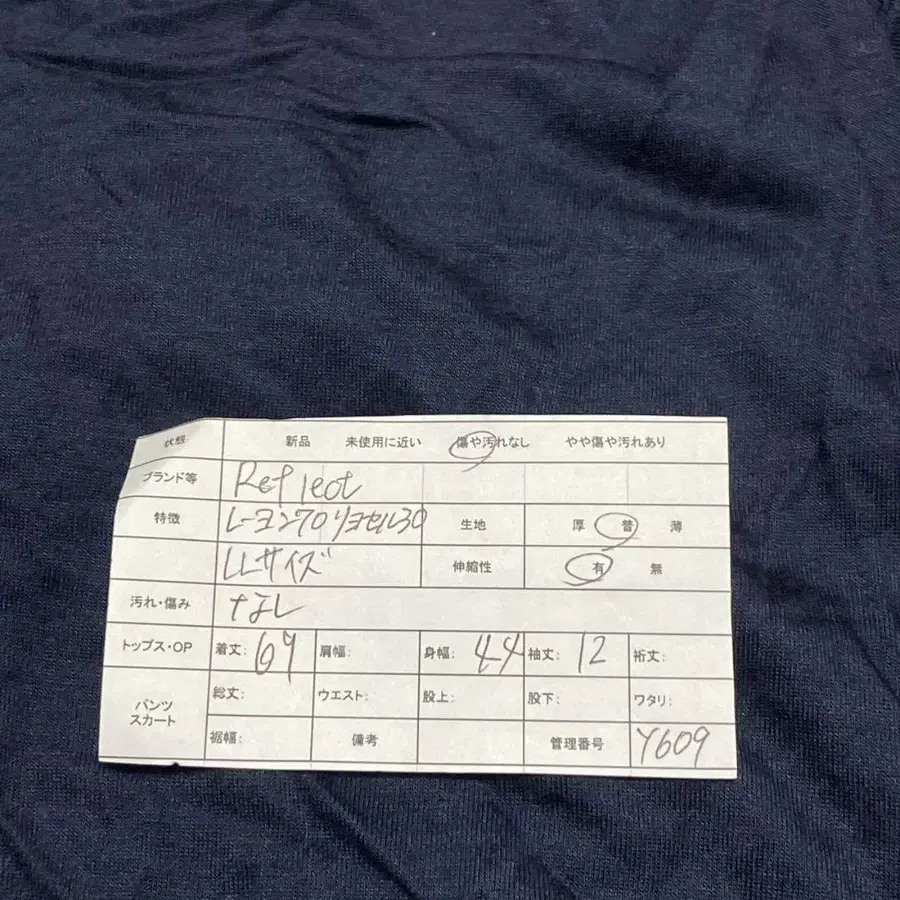 状態 新品 未使用に近い 傷や汚れなし やや傷や汚れあり
ブランド等 Reflect
特徴 レーヨン70リヨセル30 生地 厚 普 薄
LLサイズ 伸縮性 有 無
汚れ・傷み なし
トップス・OP 着丈: 69 肩幅: 身幅: 44 袖丈: 12 裄丈:
パンツ スカート 総丈: ウエスト: 股上: 股下: ワタリ:
裾幅: 備考 管理番号 Y609